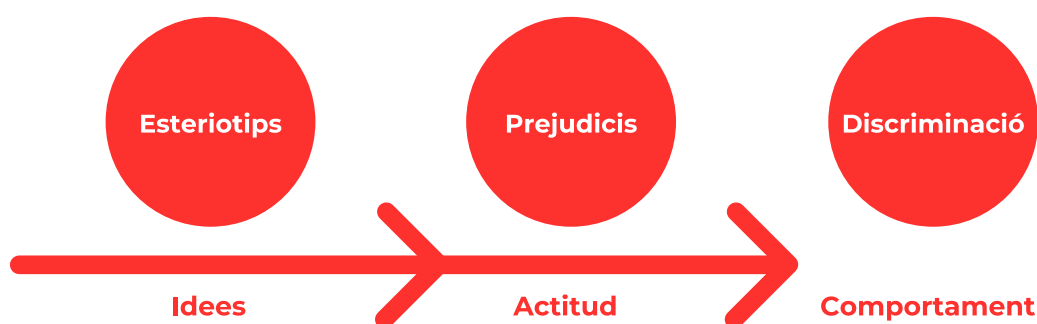 Esteriotips
Prejudicis
Discriminació
Idees
Actitud
Comportament